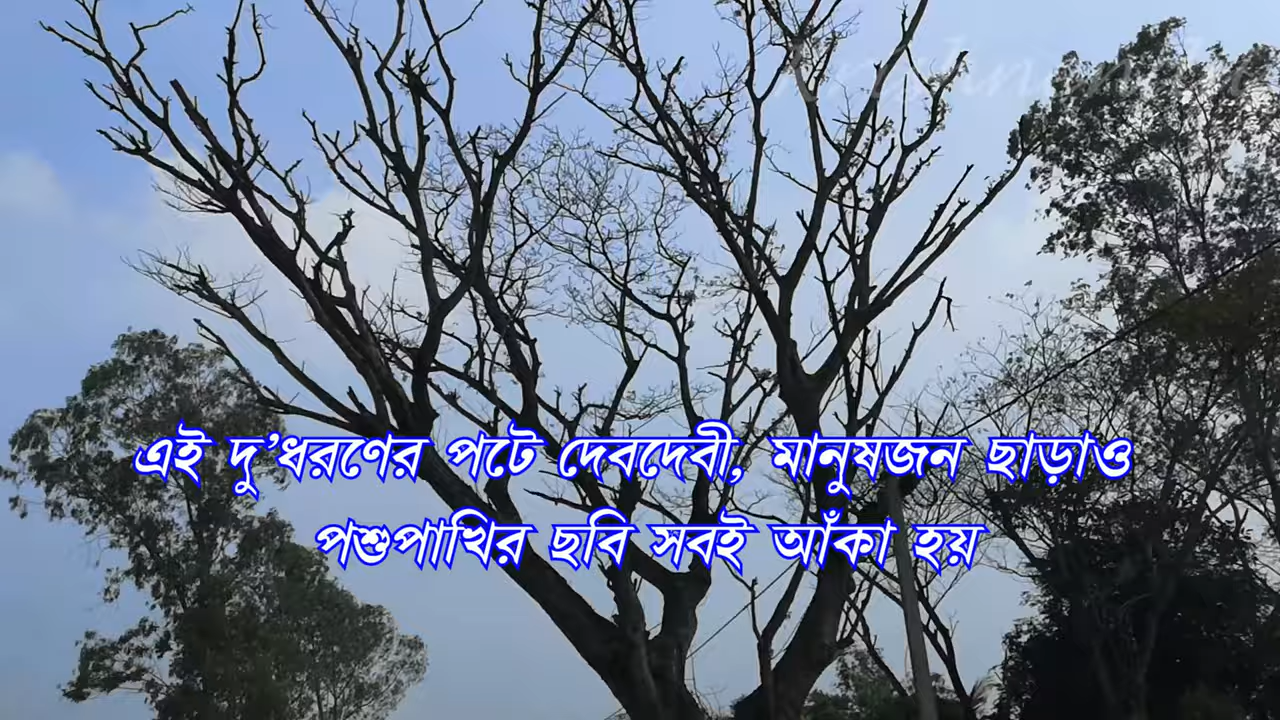 এই দু’ধরণের পটে দেবদেবী, মানুষজন ছাড়াও
পশুপাখির ছবি সবই আঁকা হয়